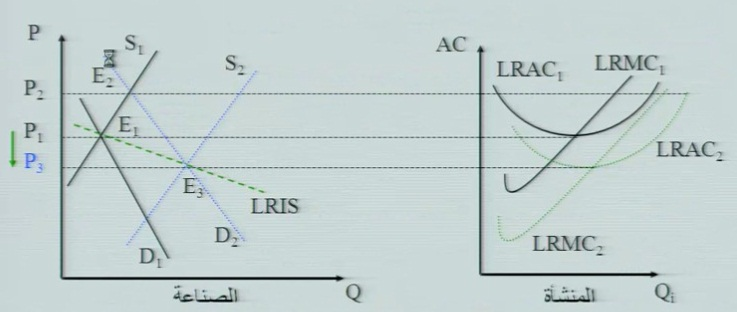 P
S₁
S₂
E₂
P₂
E₁
P₁
P₃
E₃
LRIS
D₂
D₁
الصناعة
Q
AC
LRAC₁
LRMC₁
LRAC₂
LRMC₂
المنشأة
Qᵢ